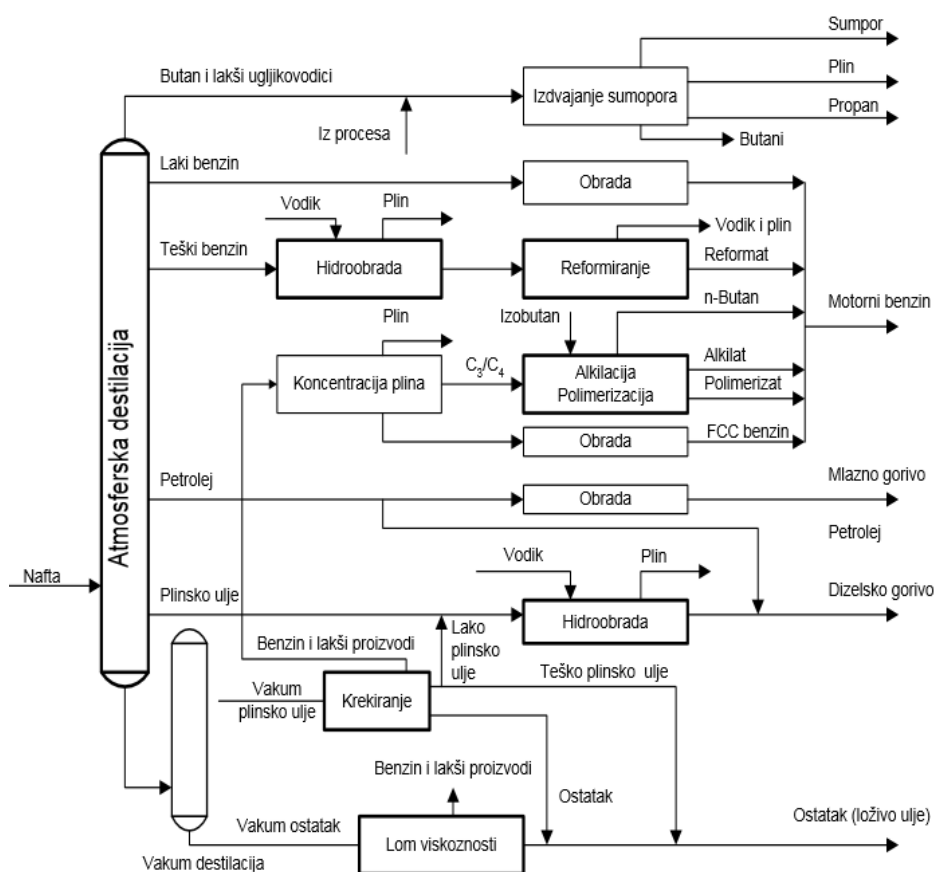 Sumpor
Butan i lakši ugljikovodici
Plin
Izdvajanje sumopora
Propan
Iz procesa
Butani
Laki benzin
Obrada
Vodik
Plin
Vodik i plin
Teški benzin
Hidroobrada
Reformiranje
Reformat
n-Butan
Izobutan
Motorni benzin
Plin
Koncentracija plina
C₃/C₄
Alkilacija
Polimerizacija
Alkilat
Polimerizat
Obrada
FCC benzin
Atmosferska destilacija
Petrolej
Obrada
Mlazno gorivo
Petrolej
Nafta
Vodik
Plin
Plinsko ulje
Hidroobrada
Dizelsko gorivo
Benzin i lakši proizvodi
Lako
plinsko
ulje
Teško plinsko ulje
Vakum
plinsko ulje
Krekiranje
Benzin i lakši proizvodi
Ostatak
Vakum ostatak
Lom viskoznosti
Ostatak (loživo ulje)
Vakum destilacija